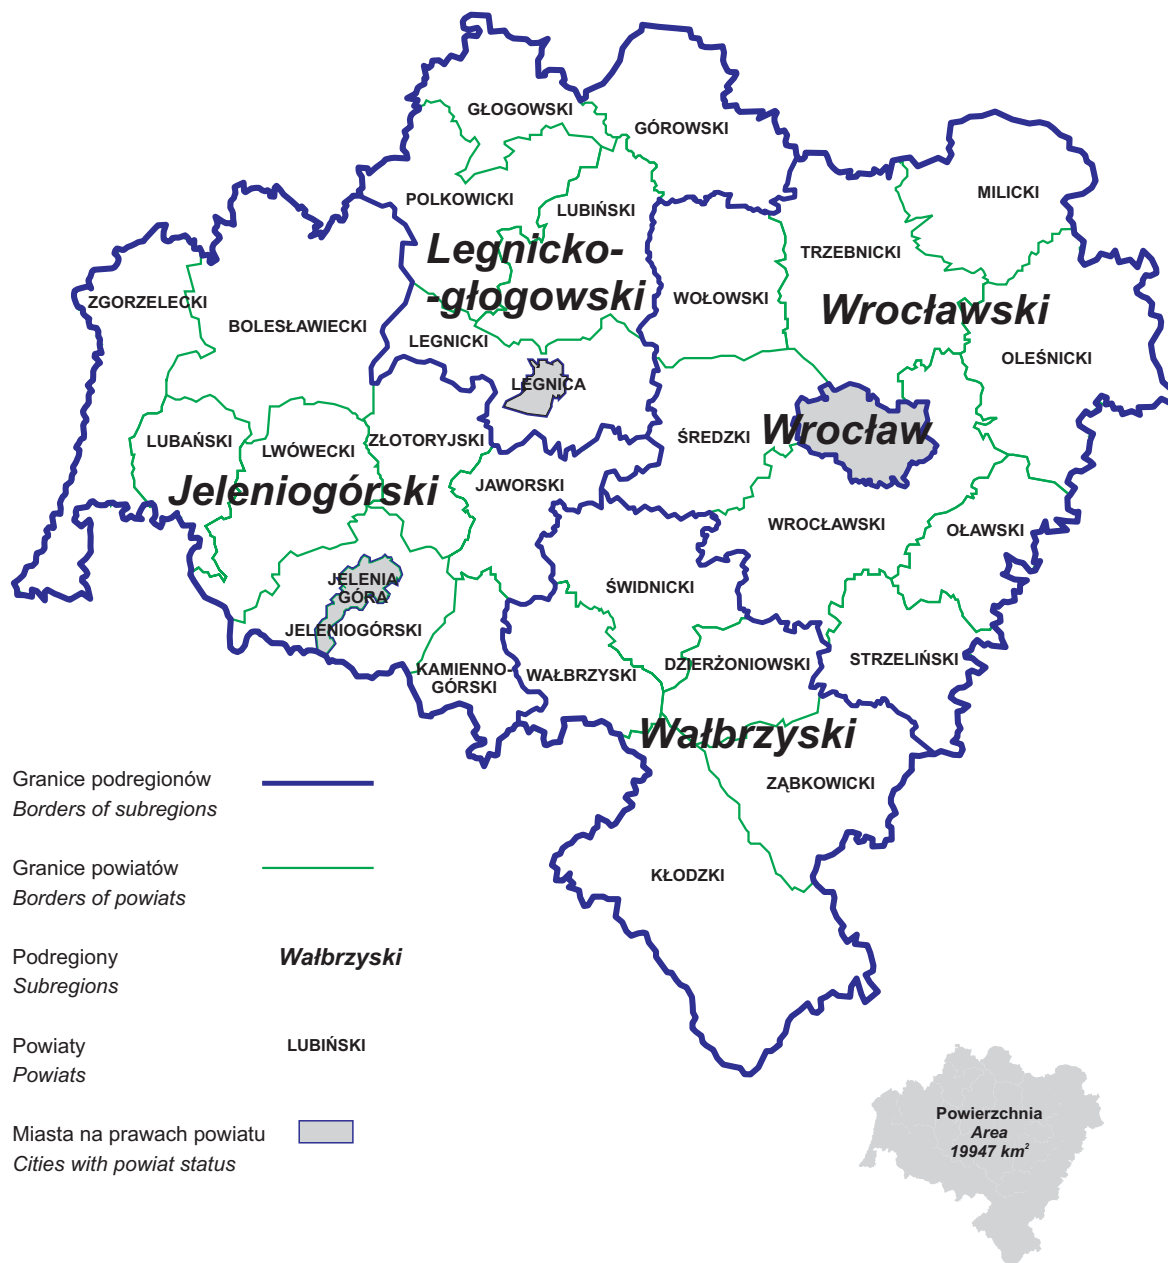 GŁOGOWSKI
GÓROWSKI
MILICKI
POLKOWICKI
LUBIŃSKI
TRZEBNICKI
Legnicko-
-głogowski
ZGORZELECKI
WOŁOWSKI
Wrocławski
BOLESŁAWIECKI
LEGNICKI
OLEŚNICKI
LEGNICA
LUBAŃSKI
LWÓWECKI
ZŁOTORYJSKI
ŚREDZKI
Wrocław
Jeleniogórski
JAWORSKI
WROCŁAWSKI
OŁAWSKI
JELENIA
GÓRA
ŚWIDNICKI
JELENIOGÓRSKI
KAMIENNO-
GÓRSKI
WAŁBRZYSKI
DZIERŻONIOWSKI
STRZELIŃSKI
Wałbrzyski
ZĄBKOWICKI
KŁODZKI
Granice podregionów
Borders of subregions
Granice powiatów
Borders of powiats
Podregiony
Subregions
Wałbrzyski
Powiaty
Powiats
LUBIŃSKI
Miasta na prawach powiatu
Cities with powiat status
Powierzchnia
Area
19947 km²